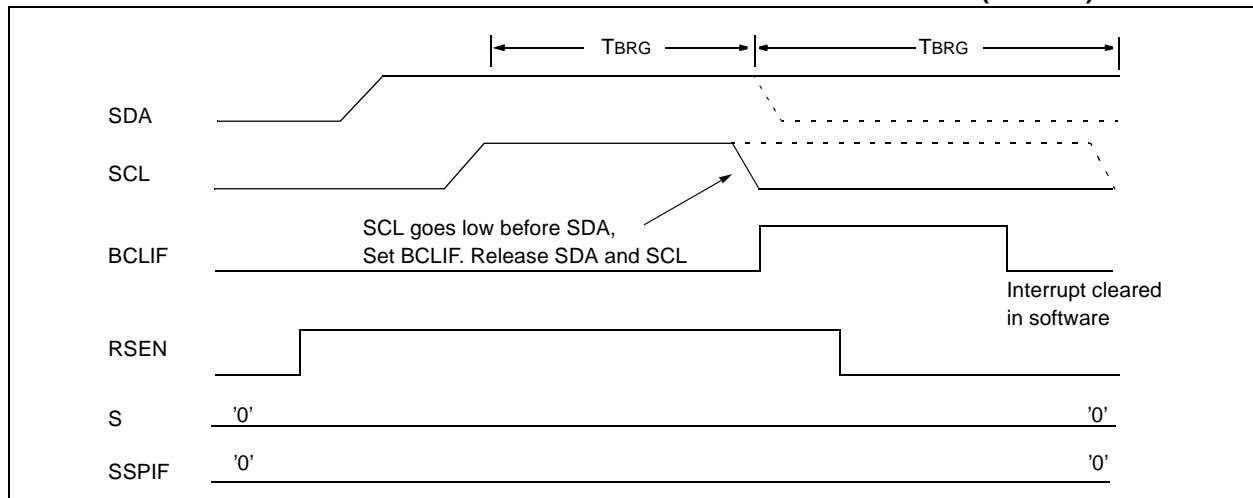 TBRG TBRG
SDA
SCL
SCL goes low before SDA,
Set BCLIF. Release SDA and SCL
BCLIF
Interrupt cleared
in software
RSEN
S '0' '0'
SSPIF '0' '0'